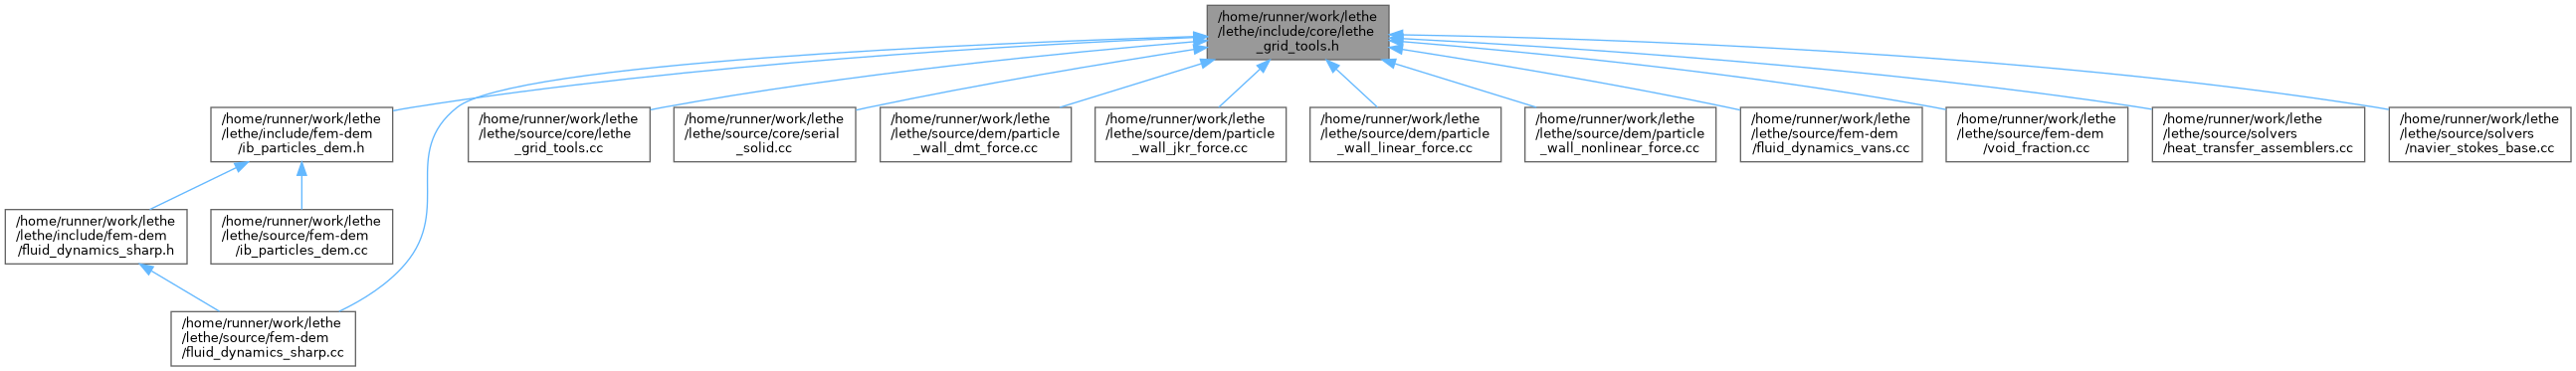 /home/runner/work/lethe
/lethe/include/core/lethe
_grid_tools.h
/home/runner/work/lethe
/lethe/include/fem-dem
/ib_particles_dem.h
/home/runner/work/lethe
/lethe/source/core/lethe
_grid_tools.cc
/home/runner/work/lethe
/lethe/source/core/serial
_solid.cc
/home/runner/work/lethe
/lethe/source/dem/particle
_wall_dmt_force.cc
/home/runner/work/lethe
/lethe/source/dem/particle
_wall_jkr_force.cc
/home/runner/work/lethe
/lethe/source/dem/particle
_wall_linear_force.cc
/home/runner/work/lethe
/lethe/source/dem/particle
_wall_nonlinear_force.cc
/home/runner/work/lethe
/lethe/source/fem-dem
/fluid_dynamics_vans.cc
/home/runner/work/lethe
/lethe/source/fem-dem
/void_fraction.cc
/home/runner/work/lethe
/lethe/source/solvers
/heat_transfer_assemblers.cc
/home/runner/work/lethe
/lethe/source/solvers
/navier_stokes_base.cc
/home/runner/work/lethe
/lethe/include/fem-dem
/fluid_dynamics_sharp.h
/home/runner/work/lethe
/lethe/source/fem-dem
/ib_particles_dem.cc
/home/runner/work/lethe
/lethe/source/fem-dem
/fluid_dynamics_sharp.cc